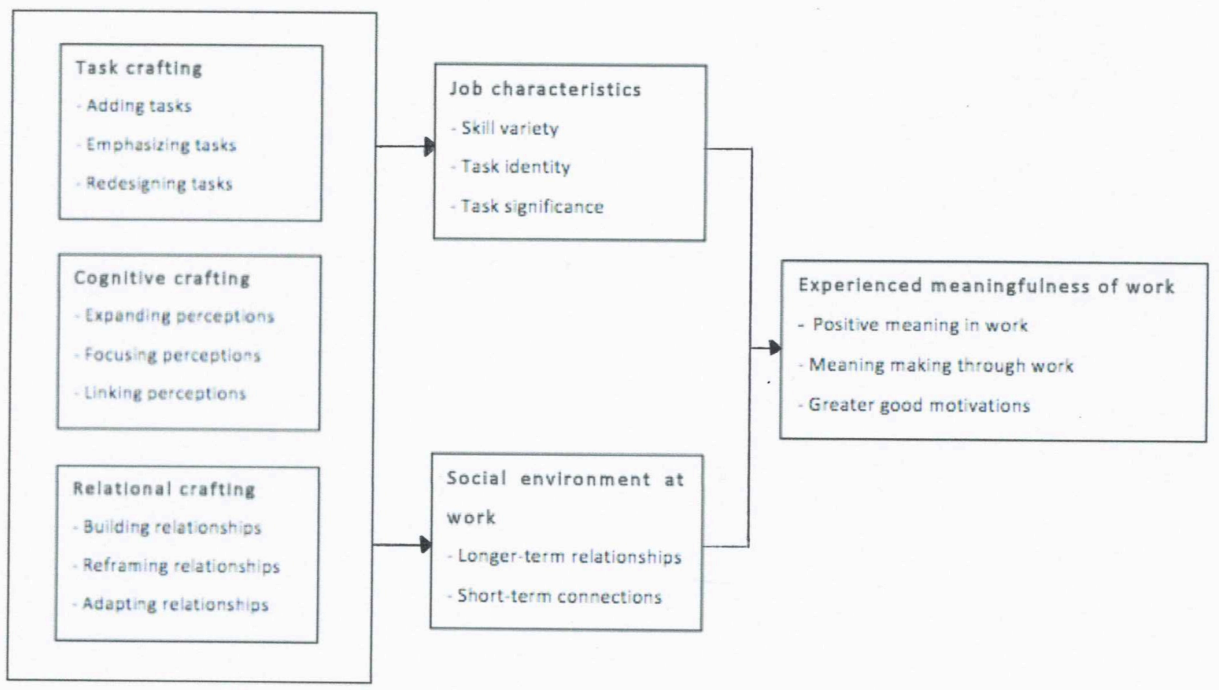 Task crafting
- Adding tasks
- Emphasizing tasks
- Redesigning tasks
Cognitive crafting
- Expanding perceptions
- Focusing perceptions
- Linking perceptions
Relational crafting
- Building relationships
- Reframing relationships
- Adapting relationships
Job characteristics
- Skill variety
- Task identity
- Task significance
Social environment at
work
- Longer-term relationships
- Short-term connections
Experienced meaningfulness of work
- Positive meaning in work
- Meaning making through work
- Greater good motivations